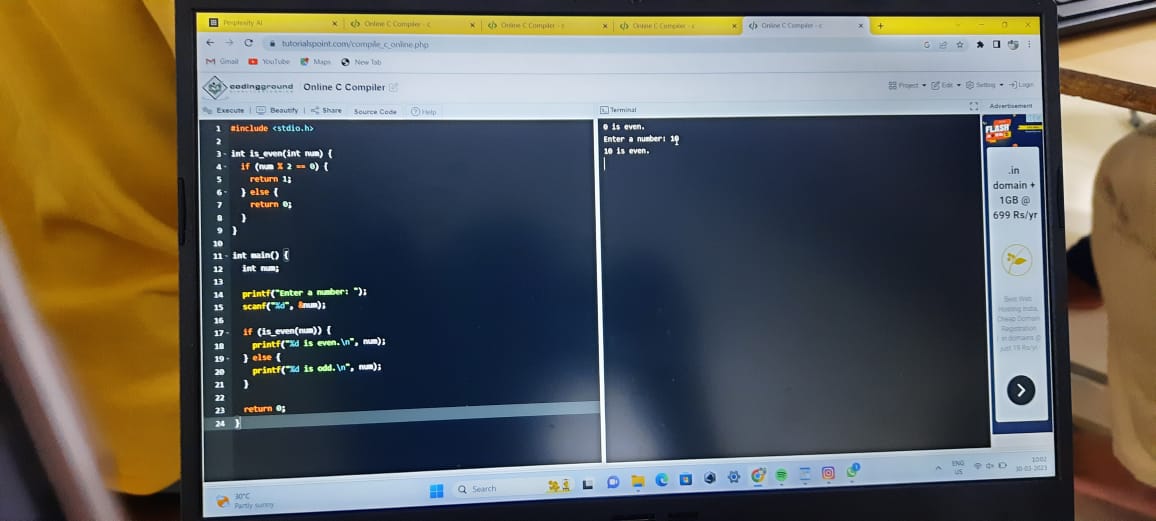 Perplexity AI
Online C Compiler - c
Online C Compiler - c
Online C Compiler - c
Online C Compiler - c
tutorialspoint.com/compile_c_online.php
Gmail YouTube Maps New Tab
codingground Online C Compiler
Project Edit Setting Login
Execute | Beautify | Share Source Code Help
Terminal
Advertisement
1 #include <stdio.h>
2
3 int is_even(int num) {
4 if (num % 2 == 0) {
5 return 1;
6 } else {
7 return 0;
8 }
9 }
10
11 int main() {
12 int num;
13
14 printf("Enter a number: ");
15 scanf("%d", &num);
16
17 if (is_even(num)) {
18 printf("%d is even.\n", num);
19 } else {
20 printf("%d is odd.\n", num);
21 }
22
23 return 0;
24 }
0 is even.
Enter a number: 10
10 is even.
FLASH
.in
domain +
1GB @
699 Rs/yr
Best Web
Hosting India,
Cheap Domain
Registration
in domains @
just 19 Rs/yr
30°C
Partly sunny
Search
ENG
US
10:02
30-03-2023